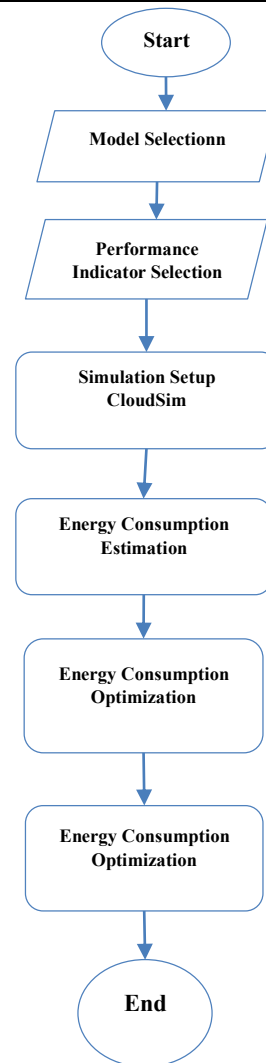 Start
Model Selectionn
Performance
Indicator Selection
Simulation Setup
CloudSim
Energy Consumption
Estimation
Energy Consumption
Optimization
Energy Consumption
Optimization
End